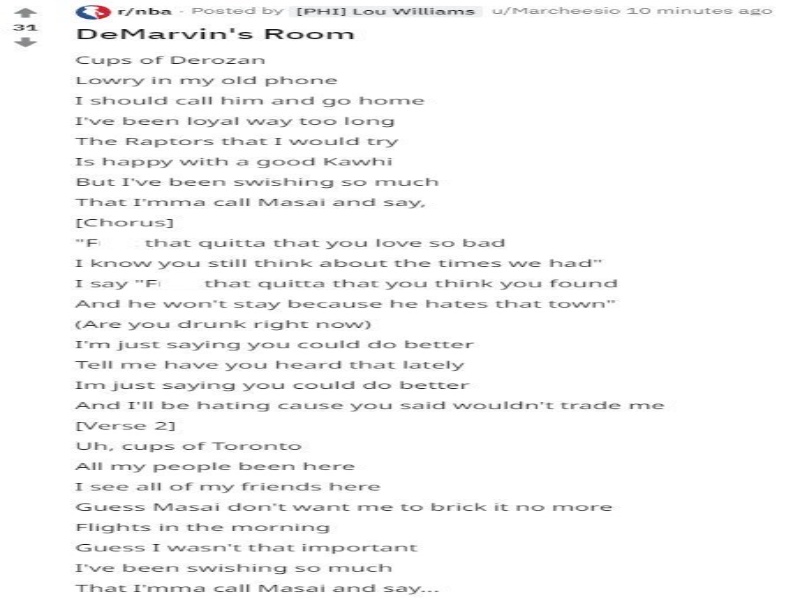 r/nba · Posted by [PHI] Lou Williams u/Marcheesio 10 minutes ago
31
DeMarvin's Room
Cups of Derozan
Lowry in my old phone
I should call him and go home
I've been loyal way too long
The Raptors that I would try
Is happy with a good Kawhi
But I've been swishing so much
That I'mma call Masai and say,
[Chorus]
"F that quitta that you love so bad
I know you still think about the times we had"
I say "F that quitta that you think you found
And he won't stay because he hates that town"
(Are you drunk right now)
I'm just saying you could do better
Tell me have you heard that lately
Im just saying you could do better
And I'll be hating cause you said wouldn't trade me
[Verse 2]
Uh, cups of Toronto
All my people been here
I see all of my friends here
Guess Masai don't want me to brick it no more
Flights in the morning
Guess I wasn't that important
I've been swishing so much
That I'mma call Masai and say...